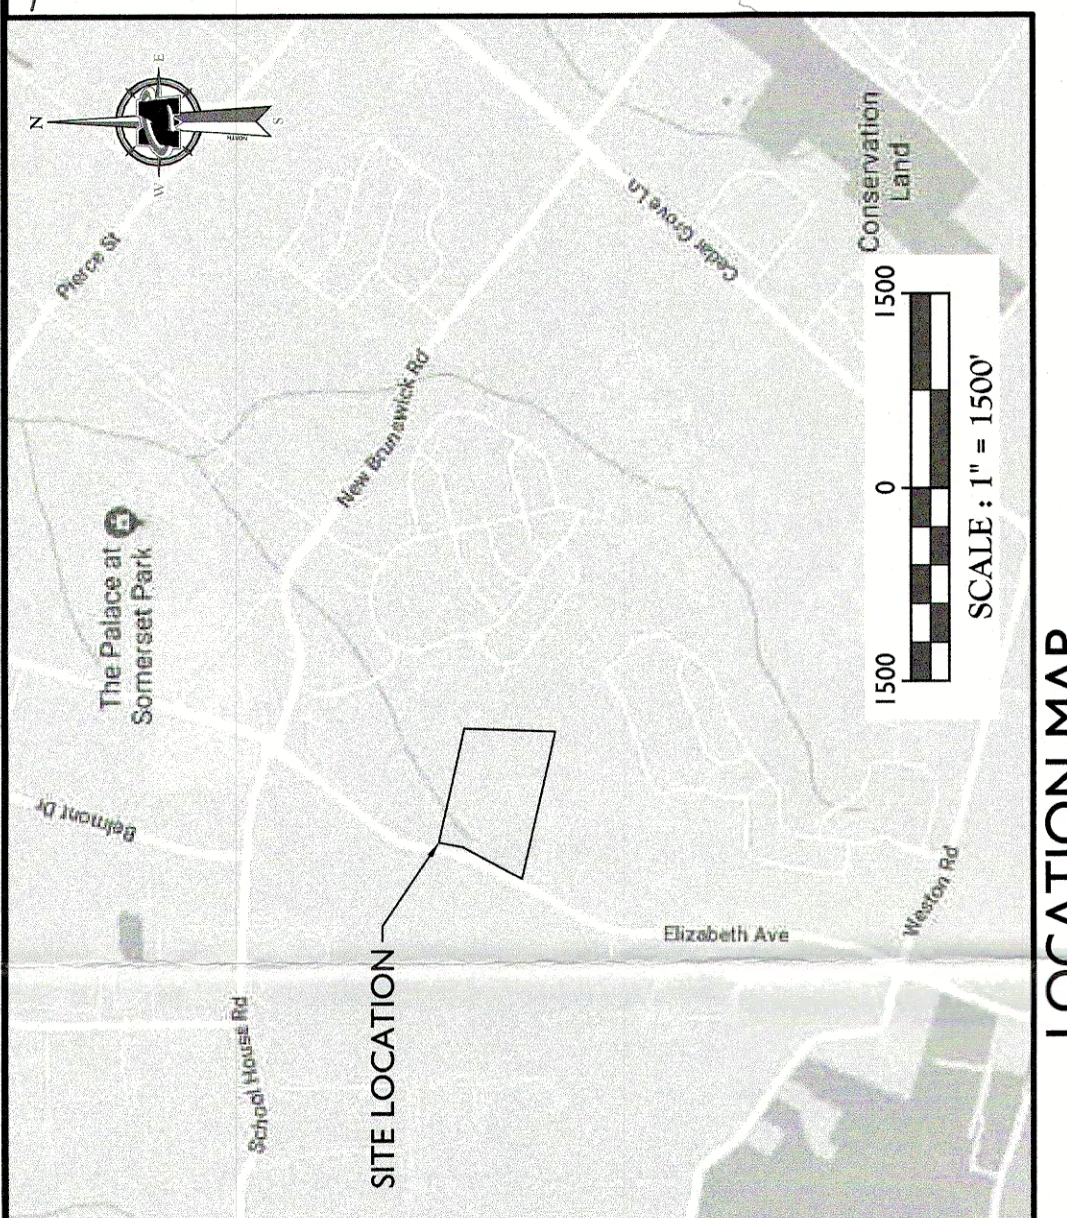 N
E
S
W
NORTH
Pierce St
The Palace at
Somerset Park
Belmont Dr
New Brunswick Rd
Cedar Grove Ln
Conservation
Land
School House Rd
SITE LOCATION
Elizabeth Ave
Weston Rd
1500 0 1500
SCALE : 1" = 1500'
LOCATION MAP